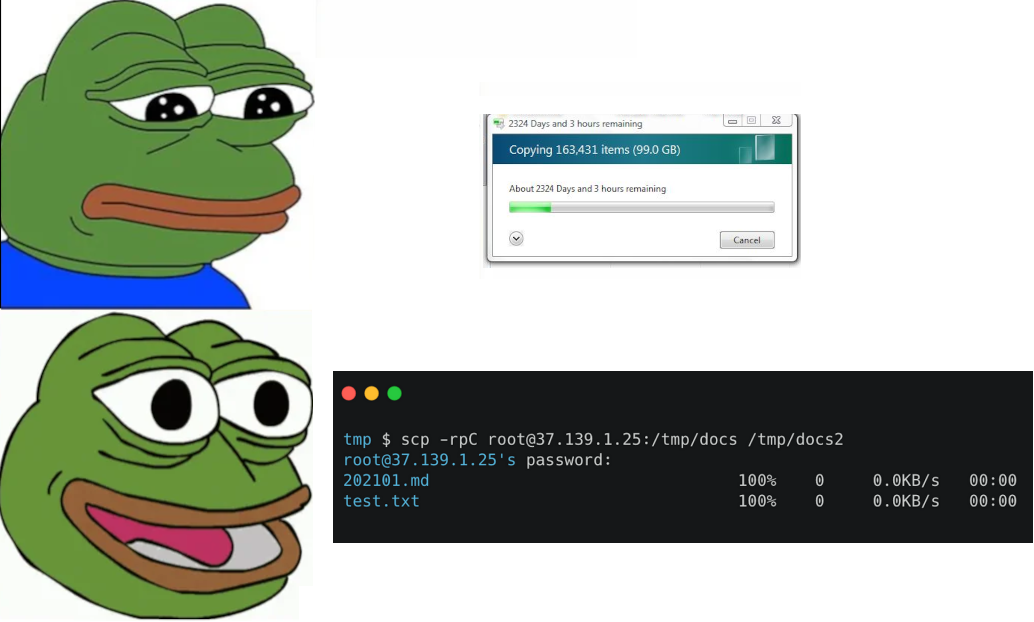 2324 Days and 3 hours remaining
Copying 163,431 items (99.0 GB)
About 2324 Days and 3 hours remaining
Cancel
tmp $ scp -rpC root@37.139.1.25:/tmp/docs /tmp/docs2
root@37.139.1.25's password:
202101.md 100% 0 0.0KB/s 00:00
test.txt 100% 0 0.0KB/s 00:00